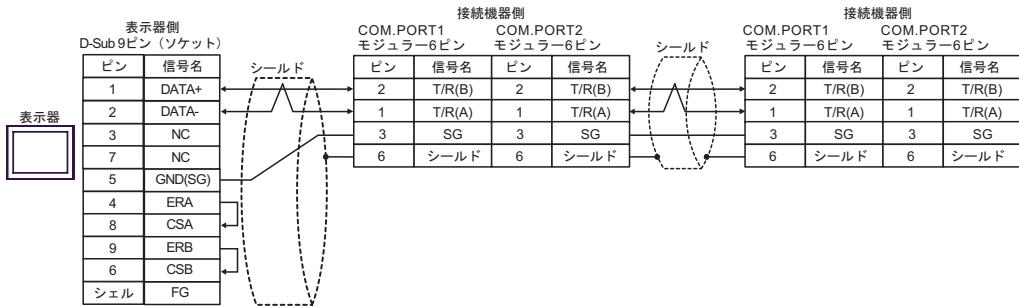 表示器側
D-Sub 9ピン（ソケット）
ピン 信号名
1 DATA+
2 DATA-
3 NC
7 NC
5 GND(SG)
4 ERA
8 CSA
9 ERB
6 CSB
シェル FG
表示器
シールド
接続機器側
COM.PORT1 COM.PORT2
モジュラー6ピン モジュラー6ピン
ピン 信号名 ピン 信号名
2 T/R(B) 2 T/R(B)
1 T/R(A) 1 T/R(A)
3 SG 3 SG
6 シールド 6 シールド
シールド
接続機器側
COM.PORT1 COM.PORT2
モジュラー6ピン モジュラー6ピン
ピン 信号名 ピン 信号名
2 T/R(B) 2 T/R(B)
1 T/R(A) 1 T/R(A)
3 SG 3 SG
6 シールド 6 シールド